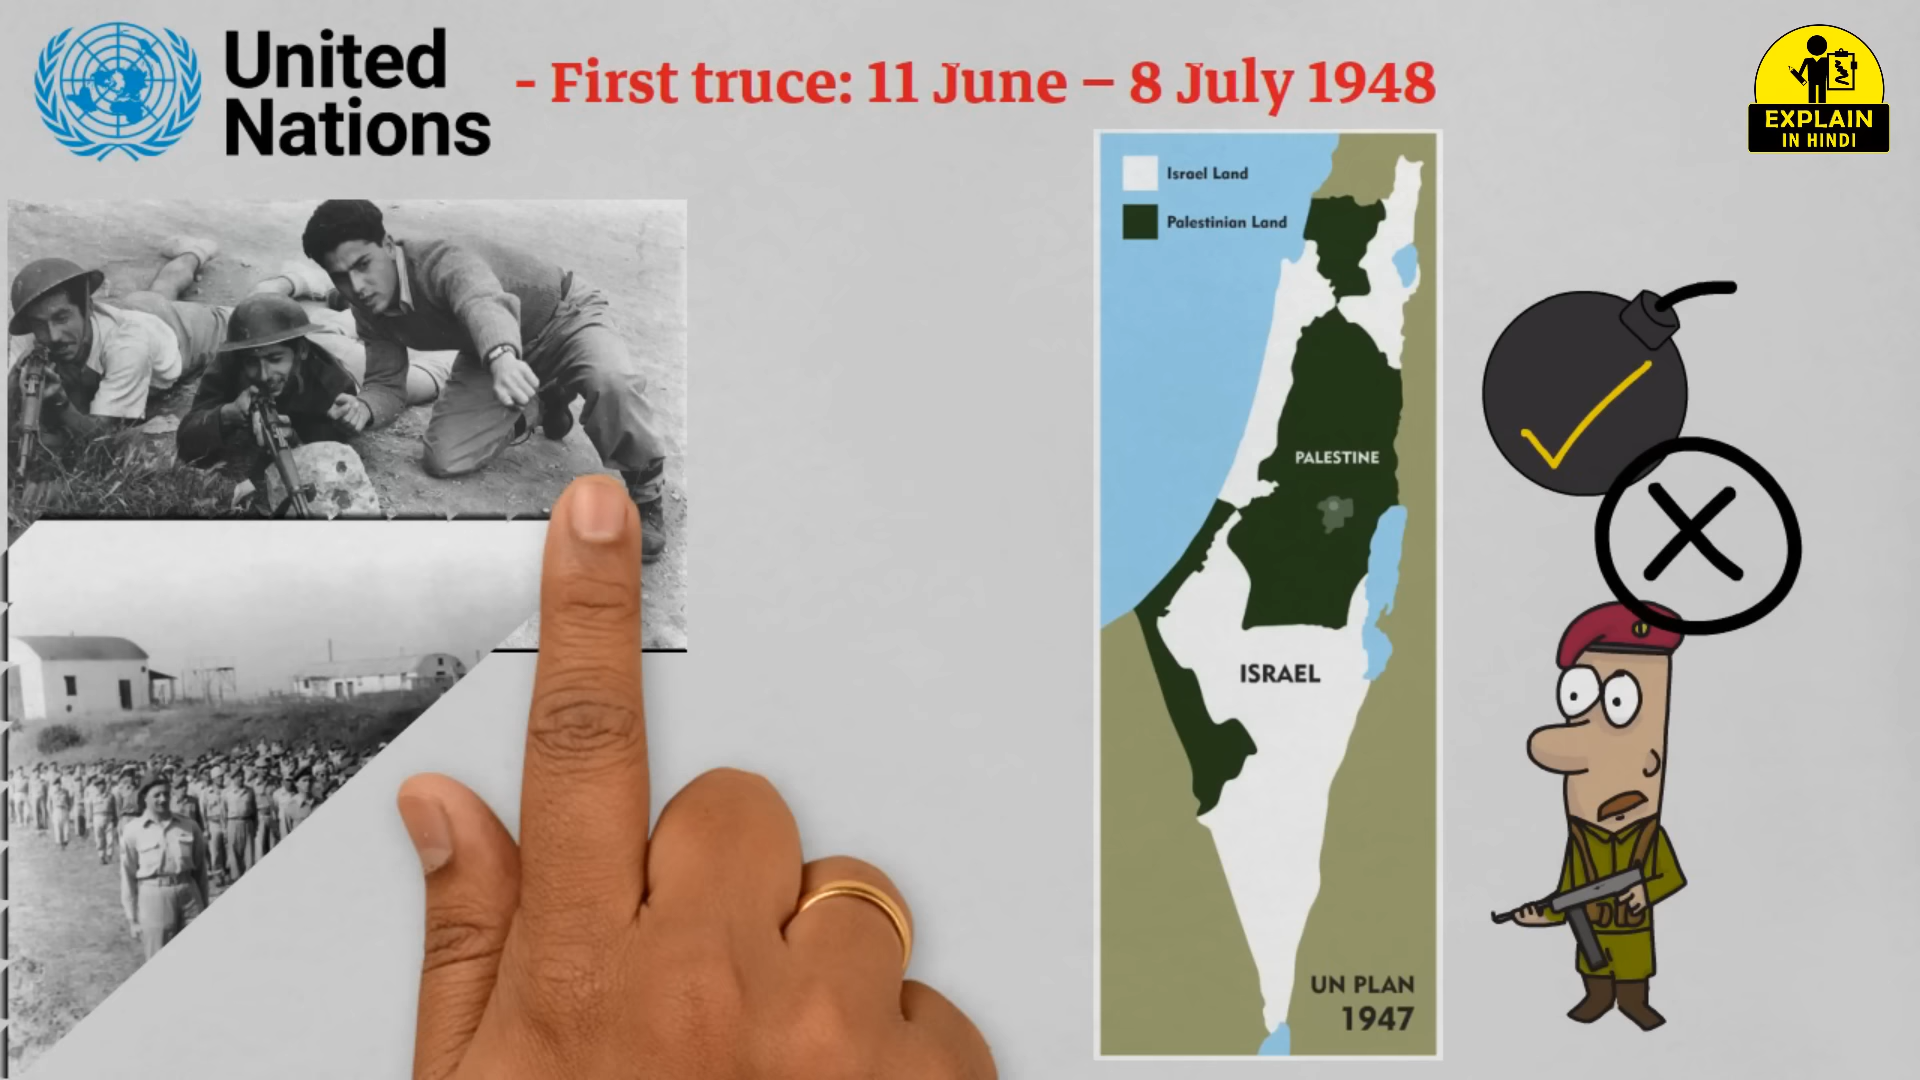 United
Nations
- First truce: 11 June – 8 July 1948
EXPLAIN
IN HINDI
Israel Land
Palestinian Land
PALESTINE
ISRAEL
UN PLAN
1947